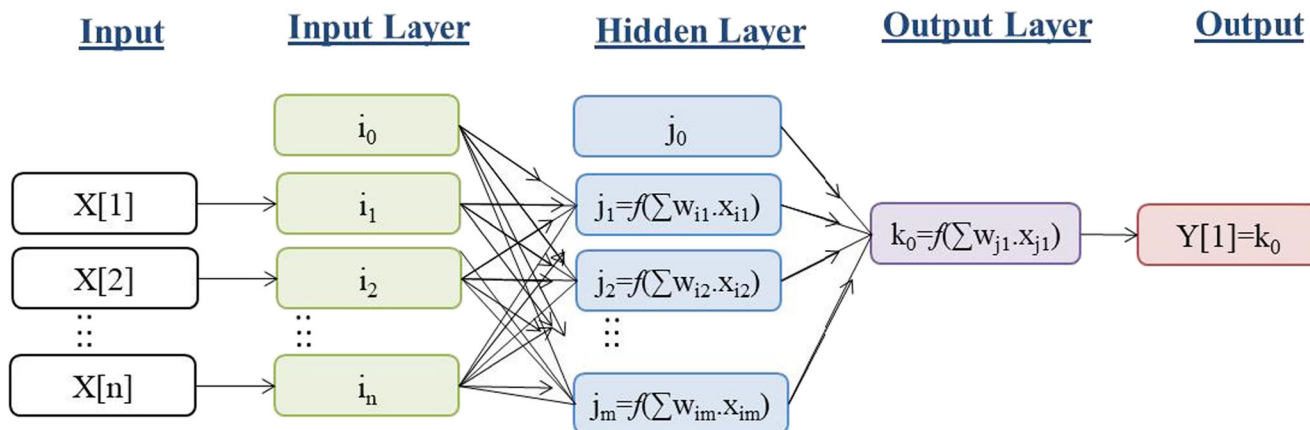 Input Input Layer Hidden Layer Output Layer Output
i₀ j₀
X[1] i₁ j₁=f(∑wᵢ₁.xᵢ₁)
k₀=f(∑wⱼ₁.xⱼ₁) Y[1]=k₀
X[2] i₂ j₂=f(∑wᵢ₂.xᵢ₂)
X[n] iₙ jₘ=f(∑wᵢₘ.xᵢₘ)